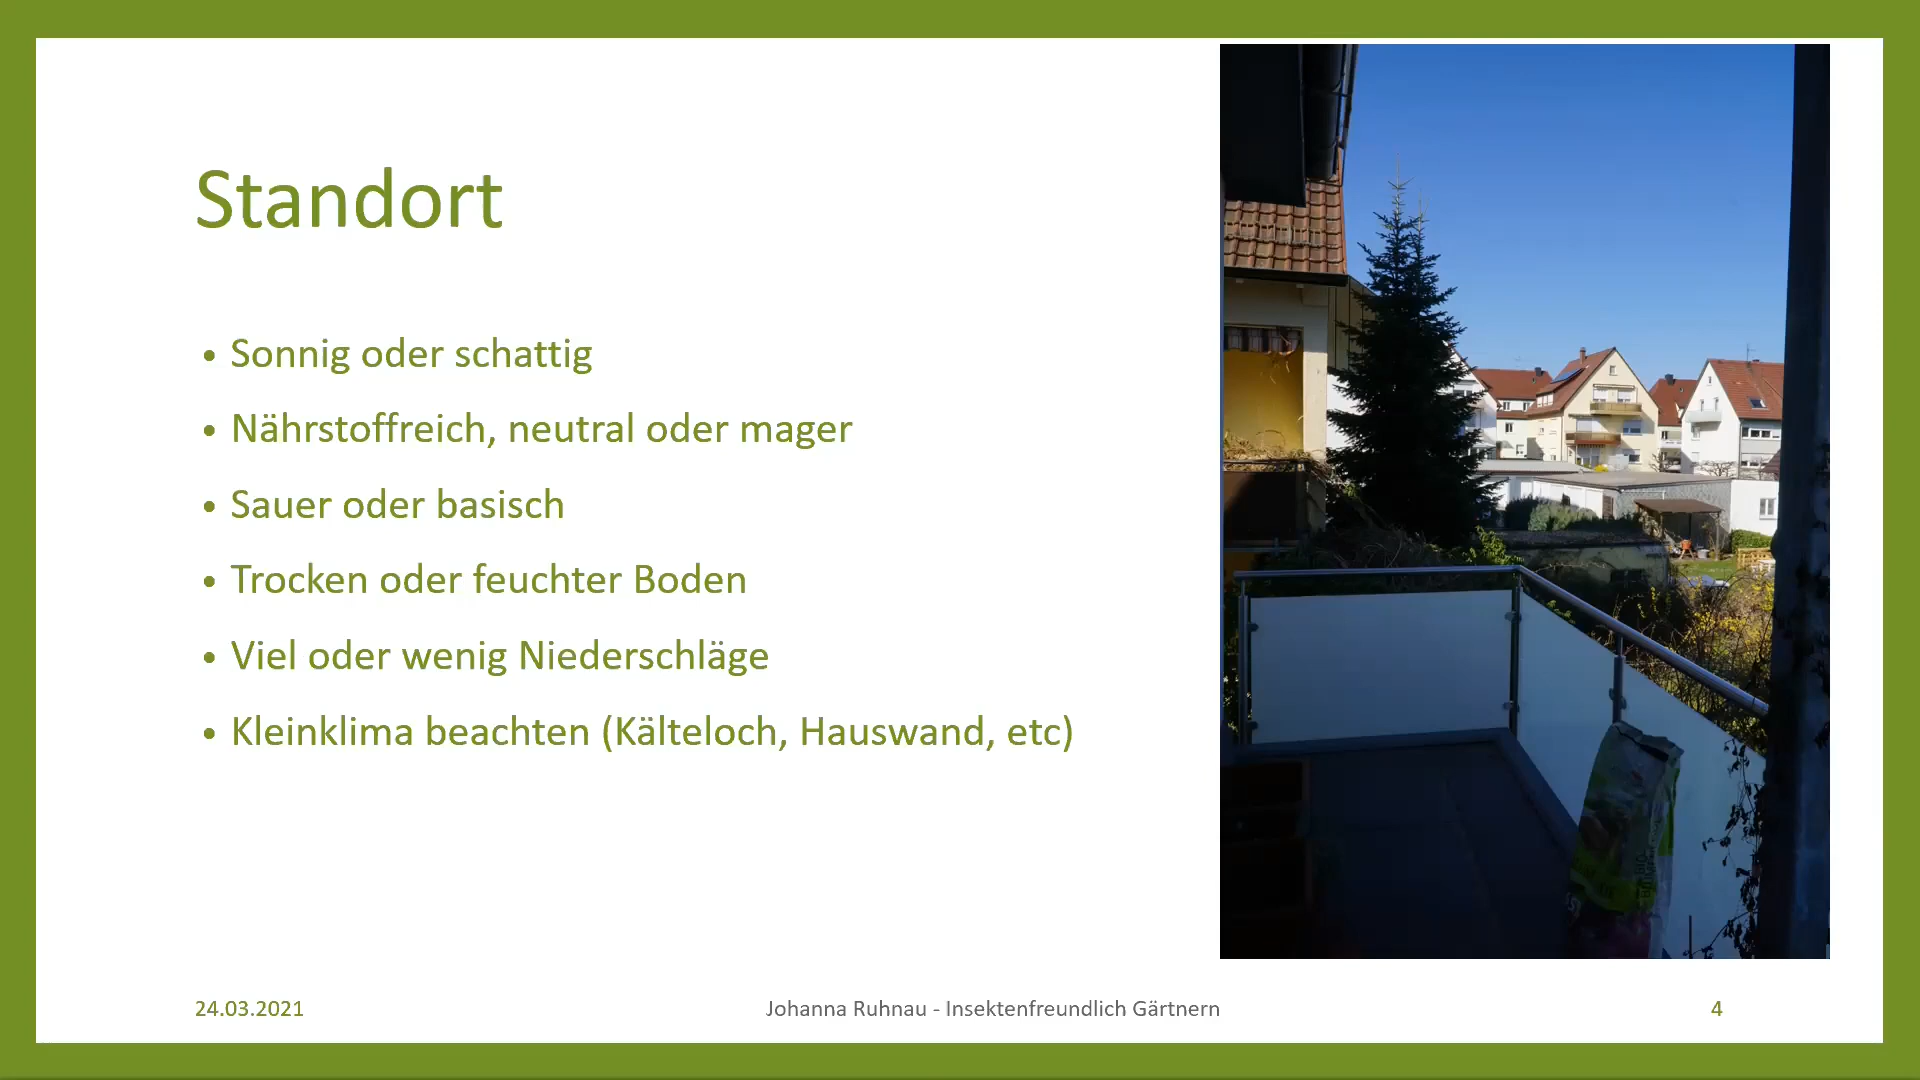 Standort
• Sonnig oder schattig
• Nährstoffreich, neutral oder mager
• Sauer oder basisch
• Trocken oder feuchter Boden
• Viel oder wenig Niederschläge
• Kleinklima beachten (Kälteloch, Hauswand, etc)
24.03.2021
Johanna Ruhnau - Insektenfreundlich Gärtnern
4